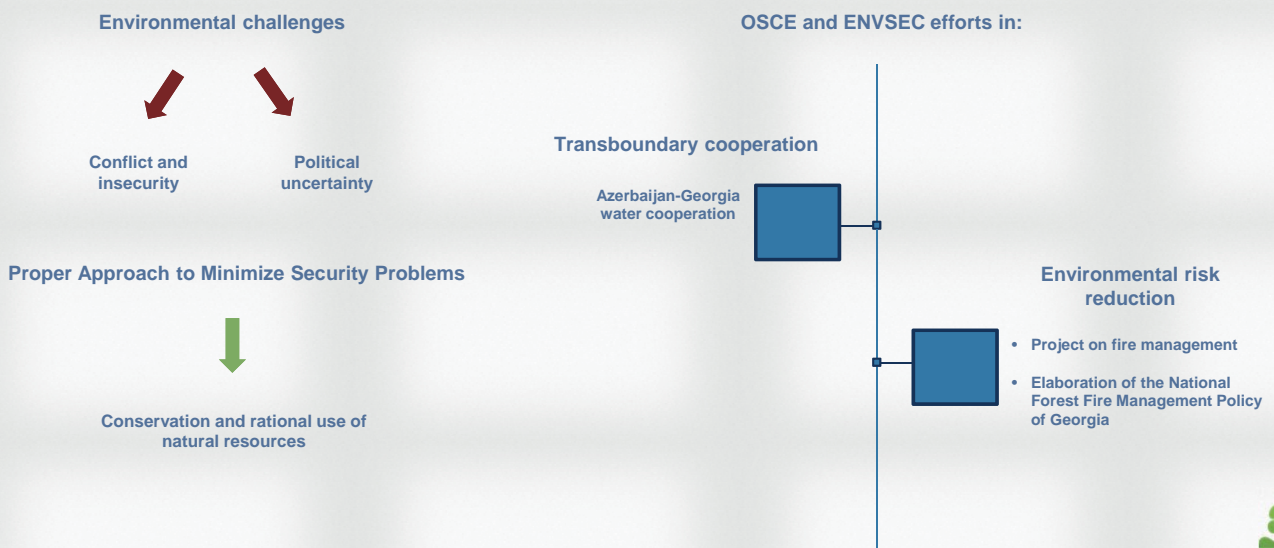 Environmental challenges
Conflict and
insecurity
Political
uncertainty
Proper Approach to Minimize Security Problems
Conservation and rational use of
natural resources
OSCE and ENVSEC efforts in:
Transboundary cooperation
Azerbaijan-Georgia
water cooperation
Environmental risk
reduction
• Project on fire management
• Elaboration of the National
Forest Fire Management Policy
of Georgia